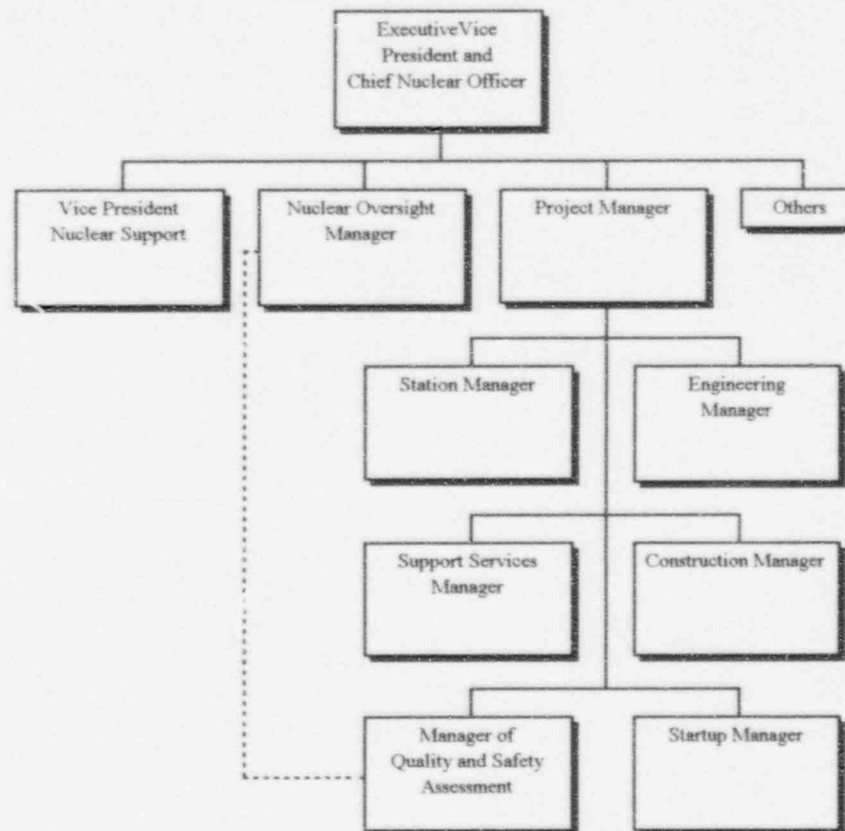 ExecutiveVice
President and
Chief Nuclear Officer
Vice President
Nuclear Support
Nuclear Oversight
Manager
Project Manager
Others
Station Manager
Engineering
Manager
Support Services
Manager
Construction Manager
Manager of
Quality and Safety
Assessment
Startup Manager